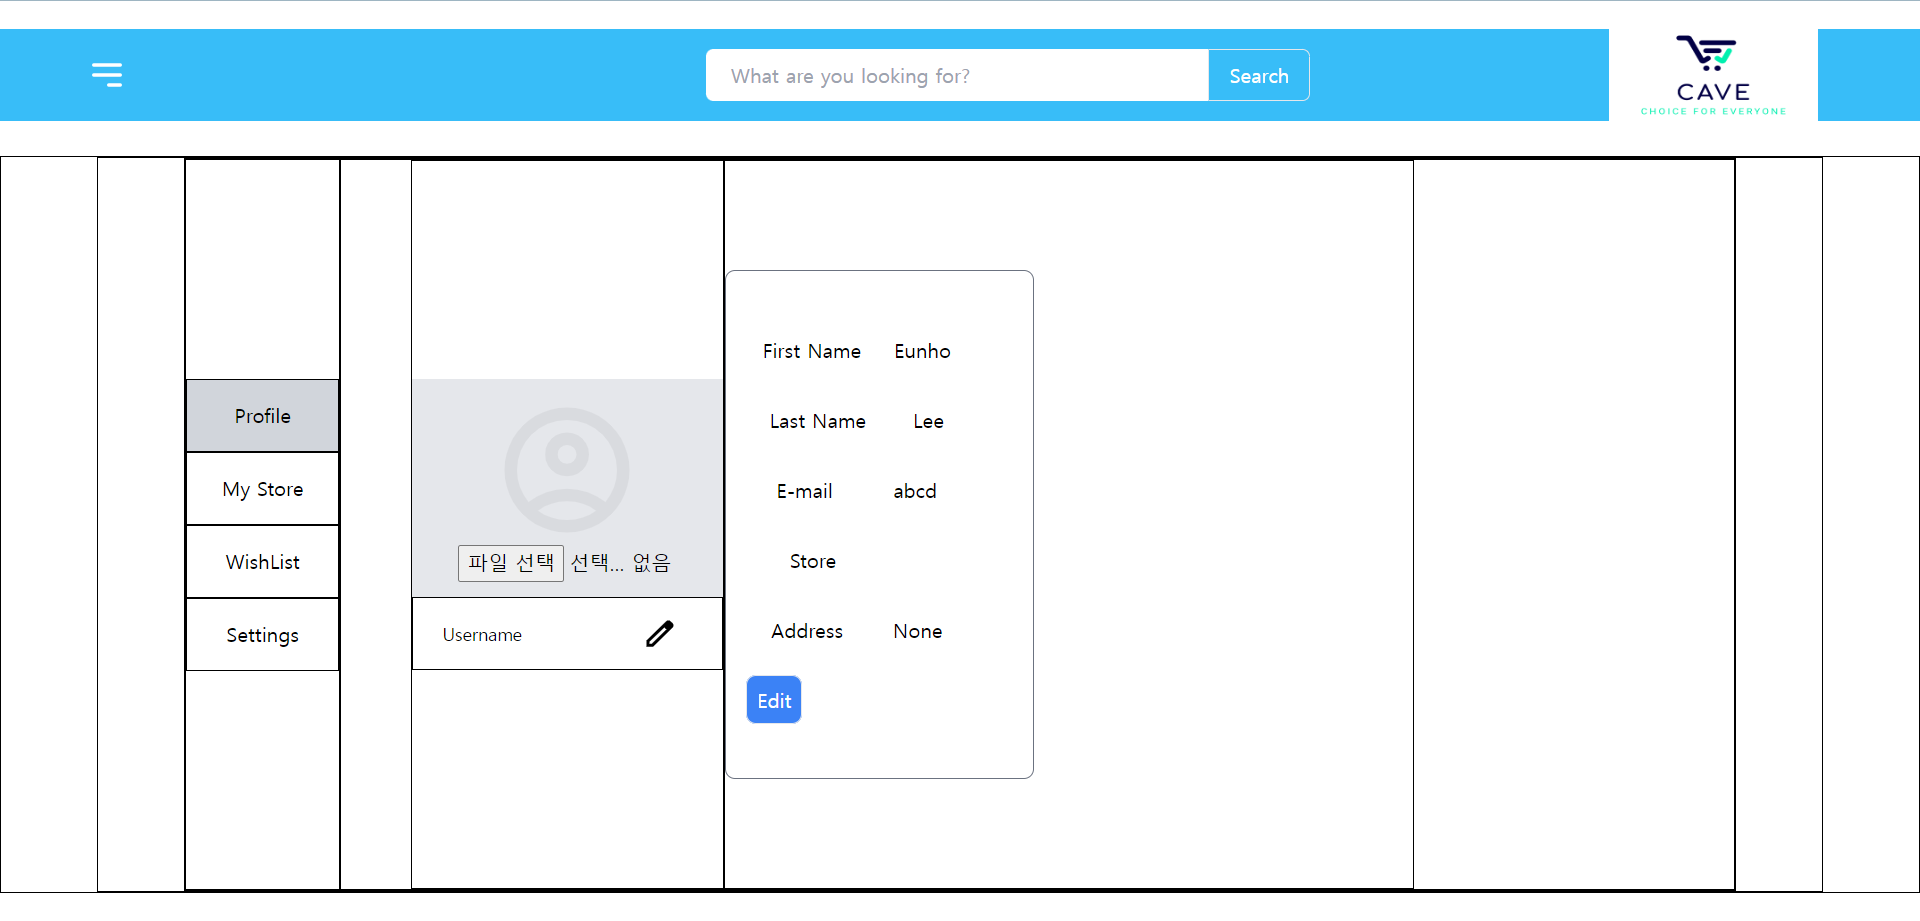 What are you looking for?
Search
CAVE
CHOICE FOR EVERYONE
Profile
My Store
WishList
Settings
파일 선택 선택... 없음
Username
First Name Eunho
Last Name Lee
E-mail abcd
Store
Address None
Edit